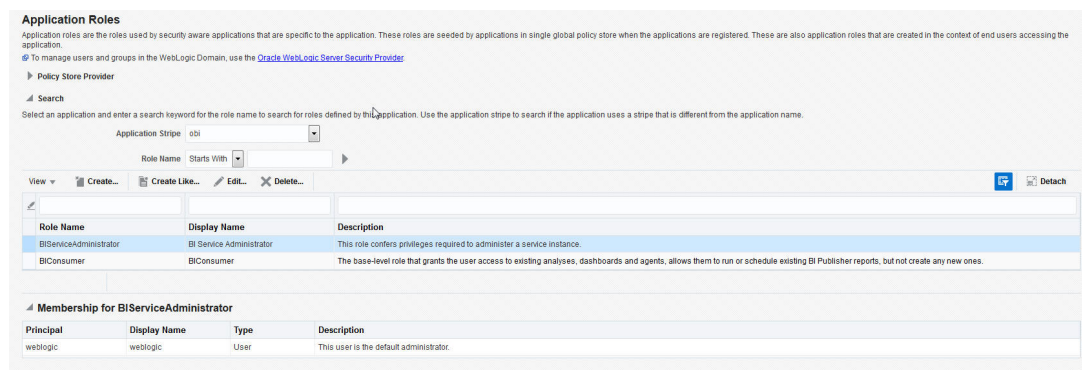 Application Roles
Application roles are the roles used by security aware applications that are specific to the application. These roles are seeded by applications in single global policy store when the applications are registered. These are also application roles that are created in the context of end users accessing the
application.
To manage users and groups in the WebLogic Domain, use the Oracle WebLogic Server Security Provider.
Policy Store Provider
Search
Select an application and enter a search keyword for the role name to search for roles defined by this application. Use the application stripe to search if the application uses a stripe that is different from the application name.
Application Stripe obi
Role Name Starts With
View Create... Create Like... Edit... Delete... Detach
Role Name Display Name Description
BIServiceAdministrator BI Service Administrator This role confers privileges required to administer a service instance.
BIConsumer BIConsumer The base-level role that grants the user access to existing analyses, dashboards and agents, allows them to run or schedule existing BI Publisher reports, but not create any new ones.
Membership for BIServiceAdministrator
Principal Display Name Type Description
weblogic weblogic User This user is the default administrator.